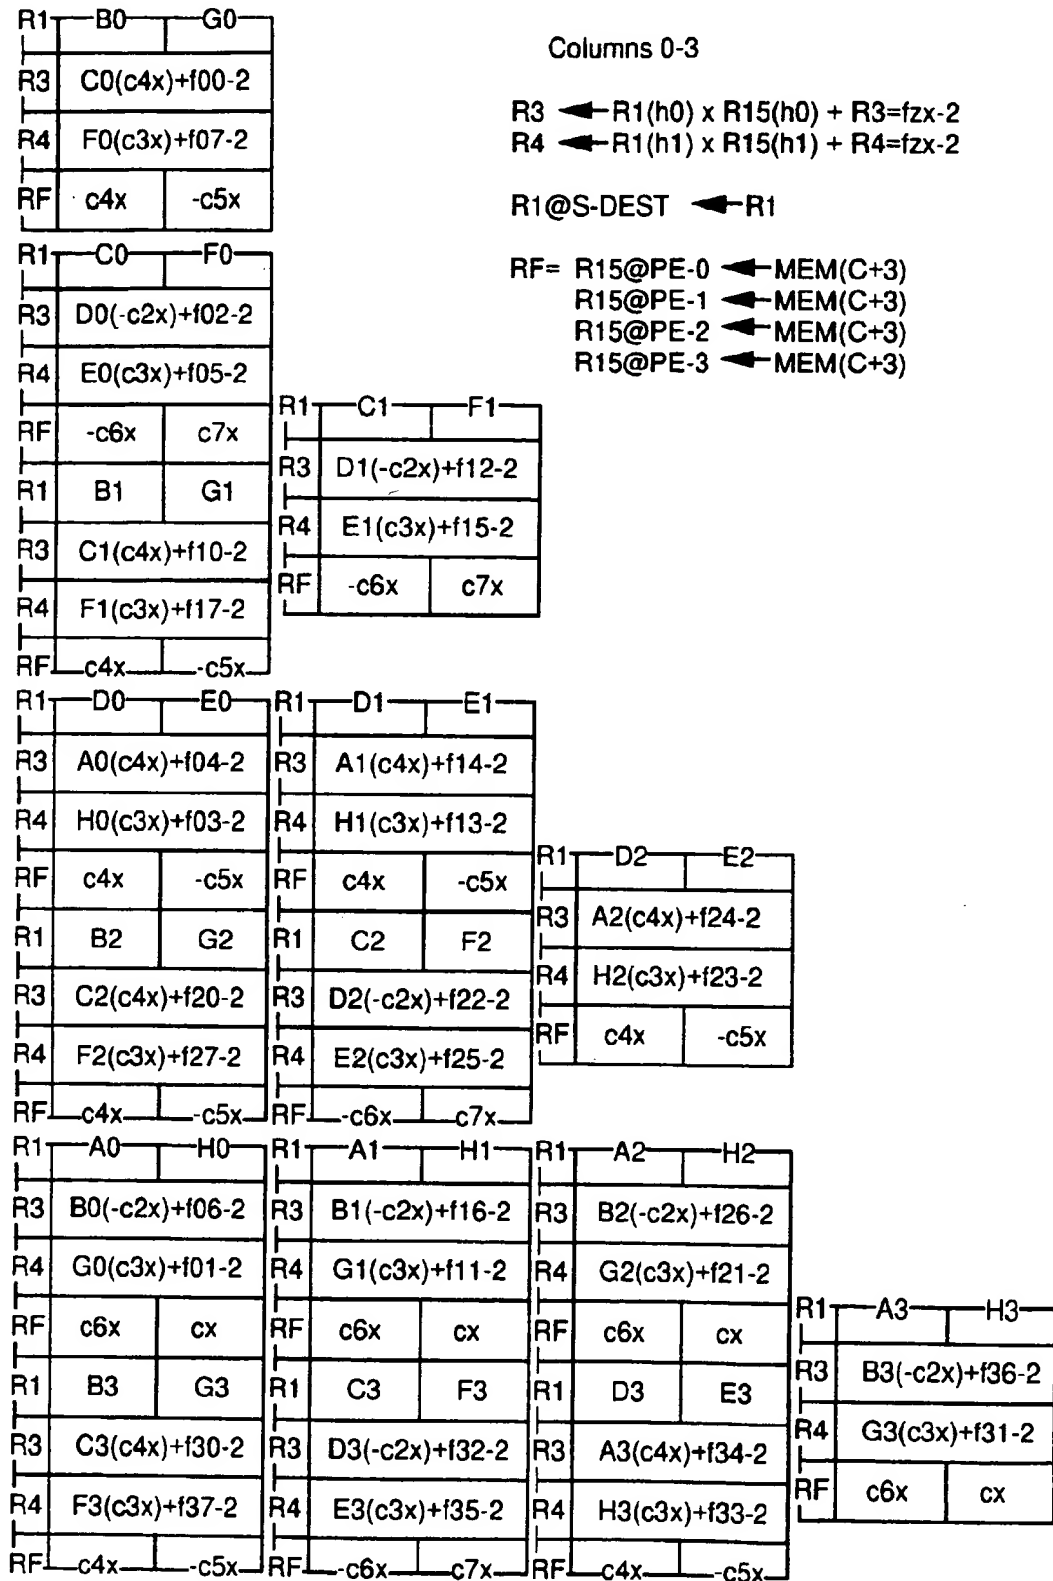 R1 B0 G0
R3 C0(c4x)+f00-2
R4 F0(c3x)+f07-2
RF c4x -c5x
Columns 0-3
R3 ◄ R1(h0) x R15(h0) + R3=fzx-2
R4 ◄ R1(h1) x R15(h1) + R4=fzx-2
R1@S-DEST ◄ R1
RF= R15@PE-0 ◄ MEM(C+3)
R15@PE-1 ◄ MEM(C+3)
R15@PE-2 ◄ MEM(C+3)
R15@PE-3 ◄ MEM(C+3)
R1 C0 F0
R3 D0(-c2x)+f02-2
R4 E0(c3x)+f05-2
RF -c6x c7x
R1 B1 G1
R3 C1(c4x)+f10-2
R4 F1(c3x)+f17-2
RF c4x -c5x
R1 C1 F1
R3 D1(-c2x)+f12-2
R4 E1(c3x)+f15-2
RF -c6x c7x
R1 D0 E0
R3 A0(c4x)+f04-2
R4 H0(c3x)+f03-2
RF c4x -c5x
R1 B2 G2
R3 C2(c4x)+f20-2
R4 F2(c3x)+f27-2
RF c4x -c5x
R1 D1 E1
R3 A1(c4x)+f14-2
R4 H1(c3x)+f13-2
RF c4x -c5x
R1 C2 F2
R3 D2(-c2x)+f22-2
R4 E2(c3x)+f25-2
RF -c6x c7x
R1 D2 E2
R3 A2(c4x)+f24-2
R4 H2(c3x)+f23-2
RF c4x -c5x
R1 A0 H0
R3 B0(-c2x)+f06-2
R4 G0(c3x)+f01-2
RF c6x cx
R1 B3 G3
R3 C3(c4x)+f30-2
R4 F3(c3x)+f37-2
RF c4x -c5x
R1 A1 H1
R3 B1(-c2x)+f16-2
R4 G1(c3x)+f11-2
RF c6x cx
R1 C3 F3
R3 D3(-c2x)+f32-2
R4 E3(c3x)+f35-2
RF -c6x c7x
R1 A2 H2
R3 B2(-c2x)+f26-2
R4 G2(c3x)+f21-2
RF c6x cx
R1 D3 E3
R3 A3(c4x)+f34-2
R4 H3(c3x)+f33-2
RF c4x -c5x
R1 A3 H3
R3 B3(-c2x)+f36-2
R4 G3(c3x)+f31-2
RF c6x cx